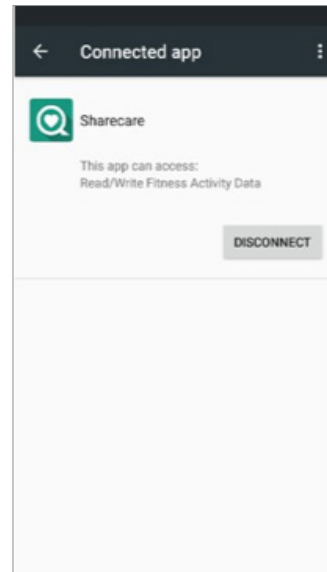 Connected app
Sharecare
This app can access:
Read/Write Fitness Activity Data
DISCONNECT